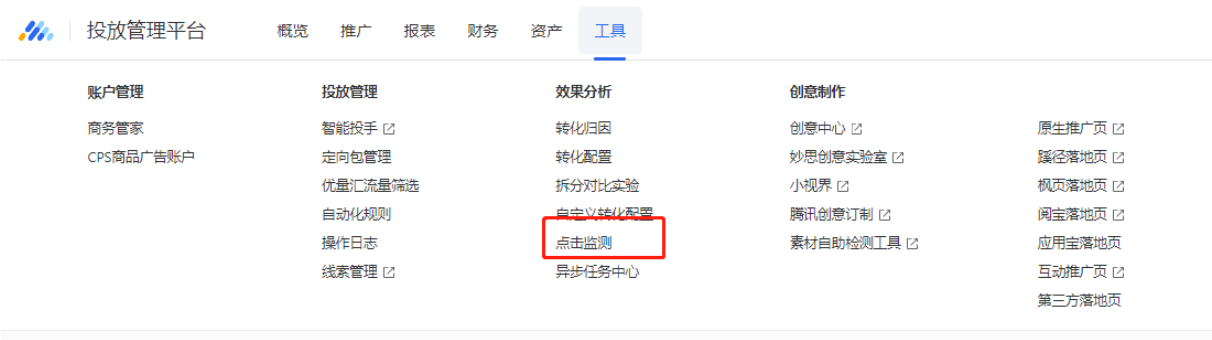 投放管理平台 概览 推广 报表 财务 资产 工具
账户管理 投放管理 效果分析 创意制作
商务管家 智能投手 转化归因 创意中心 原生推广页
CPS商品广告账户 定向包管理 转化配置 妙思创意实验室 蹊径落地页
优量汇流量筛选 拆分对比实验 小视界 枫页落地页
自动化规则 自定义转化配置 腾讯创意订制 阅宝落地页
操作日志 点击监测 素材自助检测工具 应用宝落地页
线索管理 异步任务中心 互动推广页
第三方落地页